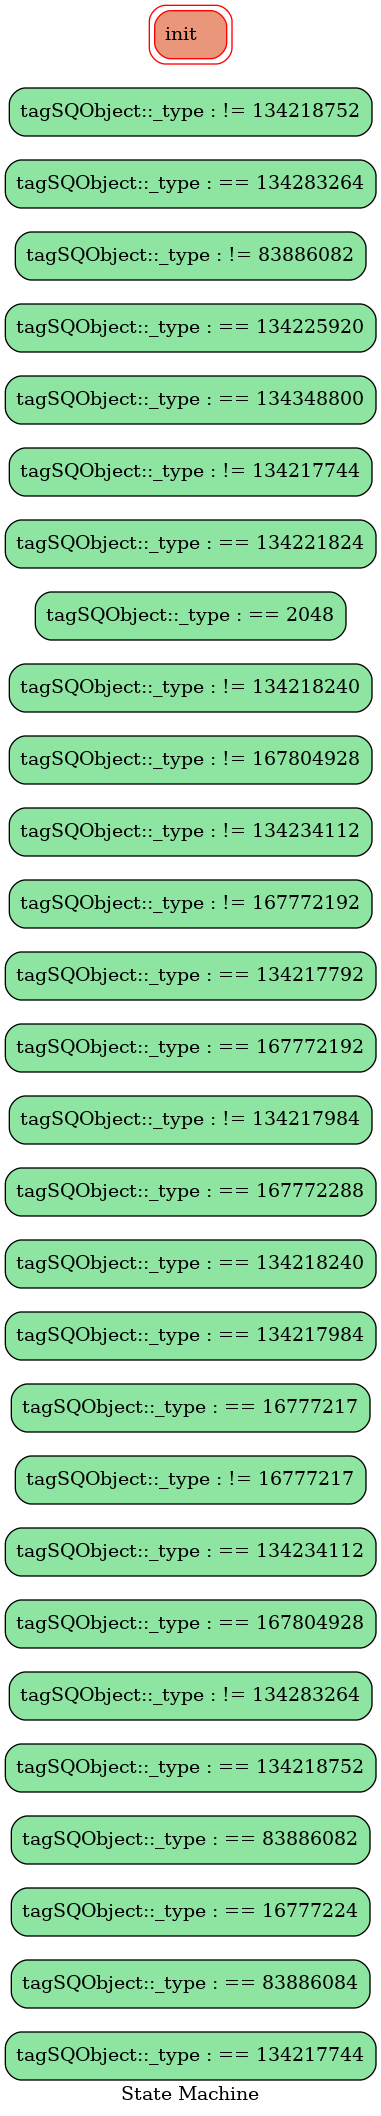 init
tagSQObject::_type : != 134218752
tagSQObject::_type : == 134283264
tagSQObject::_type : != 83886082
tagSQObject::_type : == 134225920
tagSQObject::_type : == 134348800
tagSQObject::_type : != 134217744
tagSQObject::_type : == 134221824
tagSQObject::_type : == 2048
tagSQObject::_type : != 134218240
tagSQObject::_type : != 167804928
tagSQObject::_type : != 134234112
tagSQObject::_type : != 167772192
tagSQObject::_type : == 134217792
tagSQObject::_type : == 167772192
tagSQObject::_type : != 134217984
tagSQObject::_type : == 167772288
tagSQObject::_type : == 134218240
tagSQObject::_type : == 134217984
tagSQObject::_type : == 16777217
tagSQObject::_type : != 16777217
tagSQObject::_type : == 134234112
tagSQObject::_type : == 167804928
tagSQObject::_type : != 134283264
tagSQObject::_type : == 134218752
tagSQObject::_type : == 83886082
tagSQObject::_type : == 16777224
tagSQObject::_type : == 83886084
tagSQObject::_type : == 134217744
State Machine